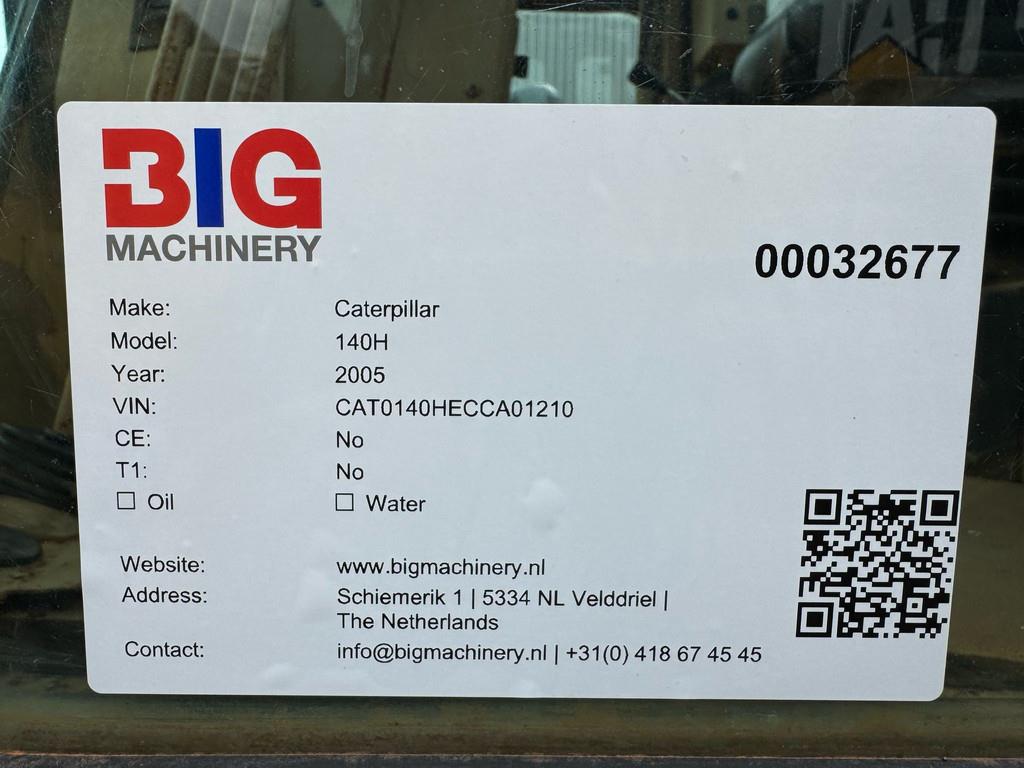 BIG
MACHINERY
00032677
Make: Caterpillar
Model: 140H
Year: 2005
VIN: CAT0140HECCA01210
CE: No
T1: No
☐ Oil ☐ Water
Website: www.bigmachinery.nl
Address: Schiemerik 1 | 5334 NL Velddriel |
The Netherlands
Contact: info@bigmachinery.nl | +31(0) 418 67 45 45